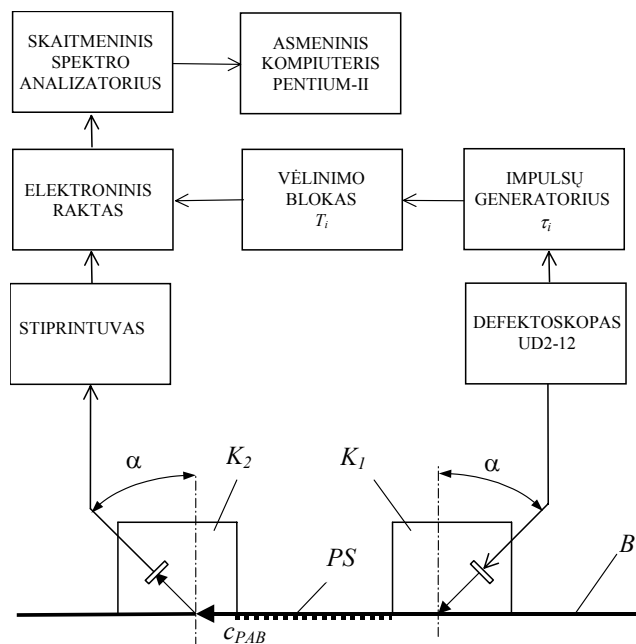 SKAITMENINIS
SPEKTRO
ANALIZATORIUS
ASMENINIS
KOMPIUTERIS
PENTIUM-II
ELEKTRONINIS
RAKTAS
VĖLINIMO
BLOKAS
Ti
IMPULSŲ
GENERATORIUS
τi
STIPRINTUVAS
DEFEKTOSKOPAS
UD2-12
α
K2
K1
α
PS
B
cPAB